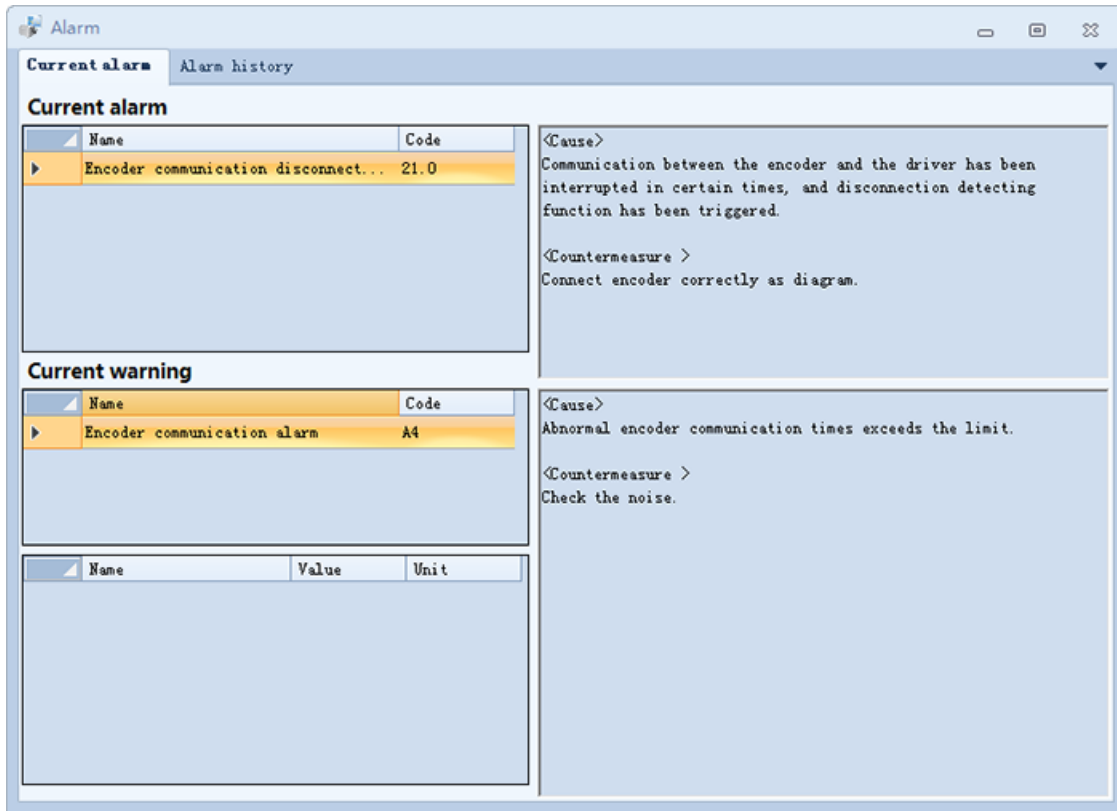 Alarm
Current alarm Alarm history
Current alarm
Name Code
Encoder communication disconnect... 21.0
<Cause>
Communication between the encoder and the driver has been
interrupted in certain times, and disconnection detecting
function has been triggered.
<Countermeasure >
Connect encoder correctly as diagram.
Current warning
Name Code
Encoder communication alarm A4
<Cause>
Abnormal encoder communication times exceeds the limit.
<Countermeasure >
Check the noise.
Name Value Unit